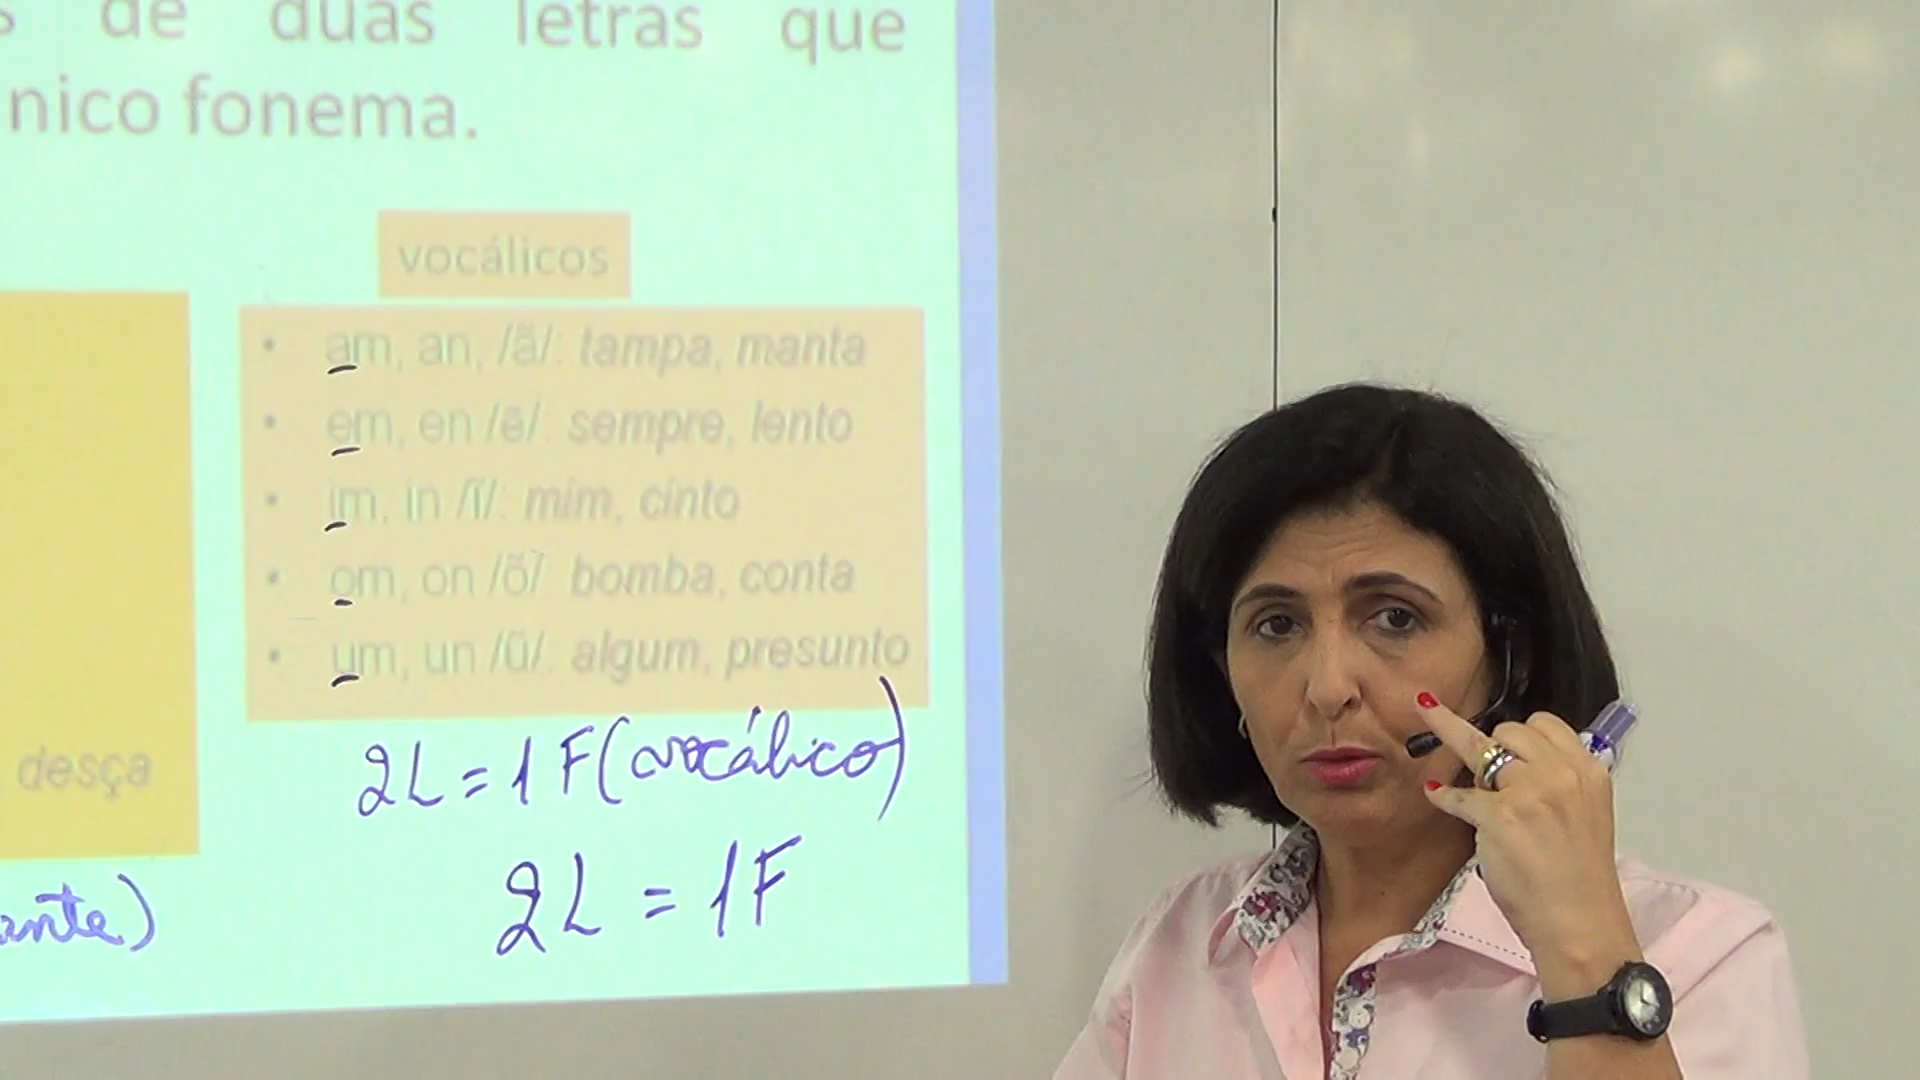 de duas letras que
nico fonema.
vocálicos
• am, an, /ã/: tampa, manta
• em, en /ẽ/: sempre, lento
• im, in /ĩ/: mim, cinto
• om, on /õ/: bomba, conta
• um, un /ũ/: algum, presunto
desça
2L = 1F (vocálico)
ante)
2L = 1F